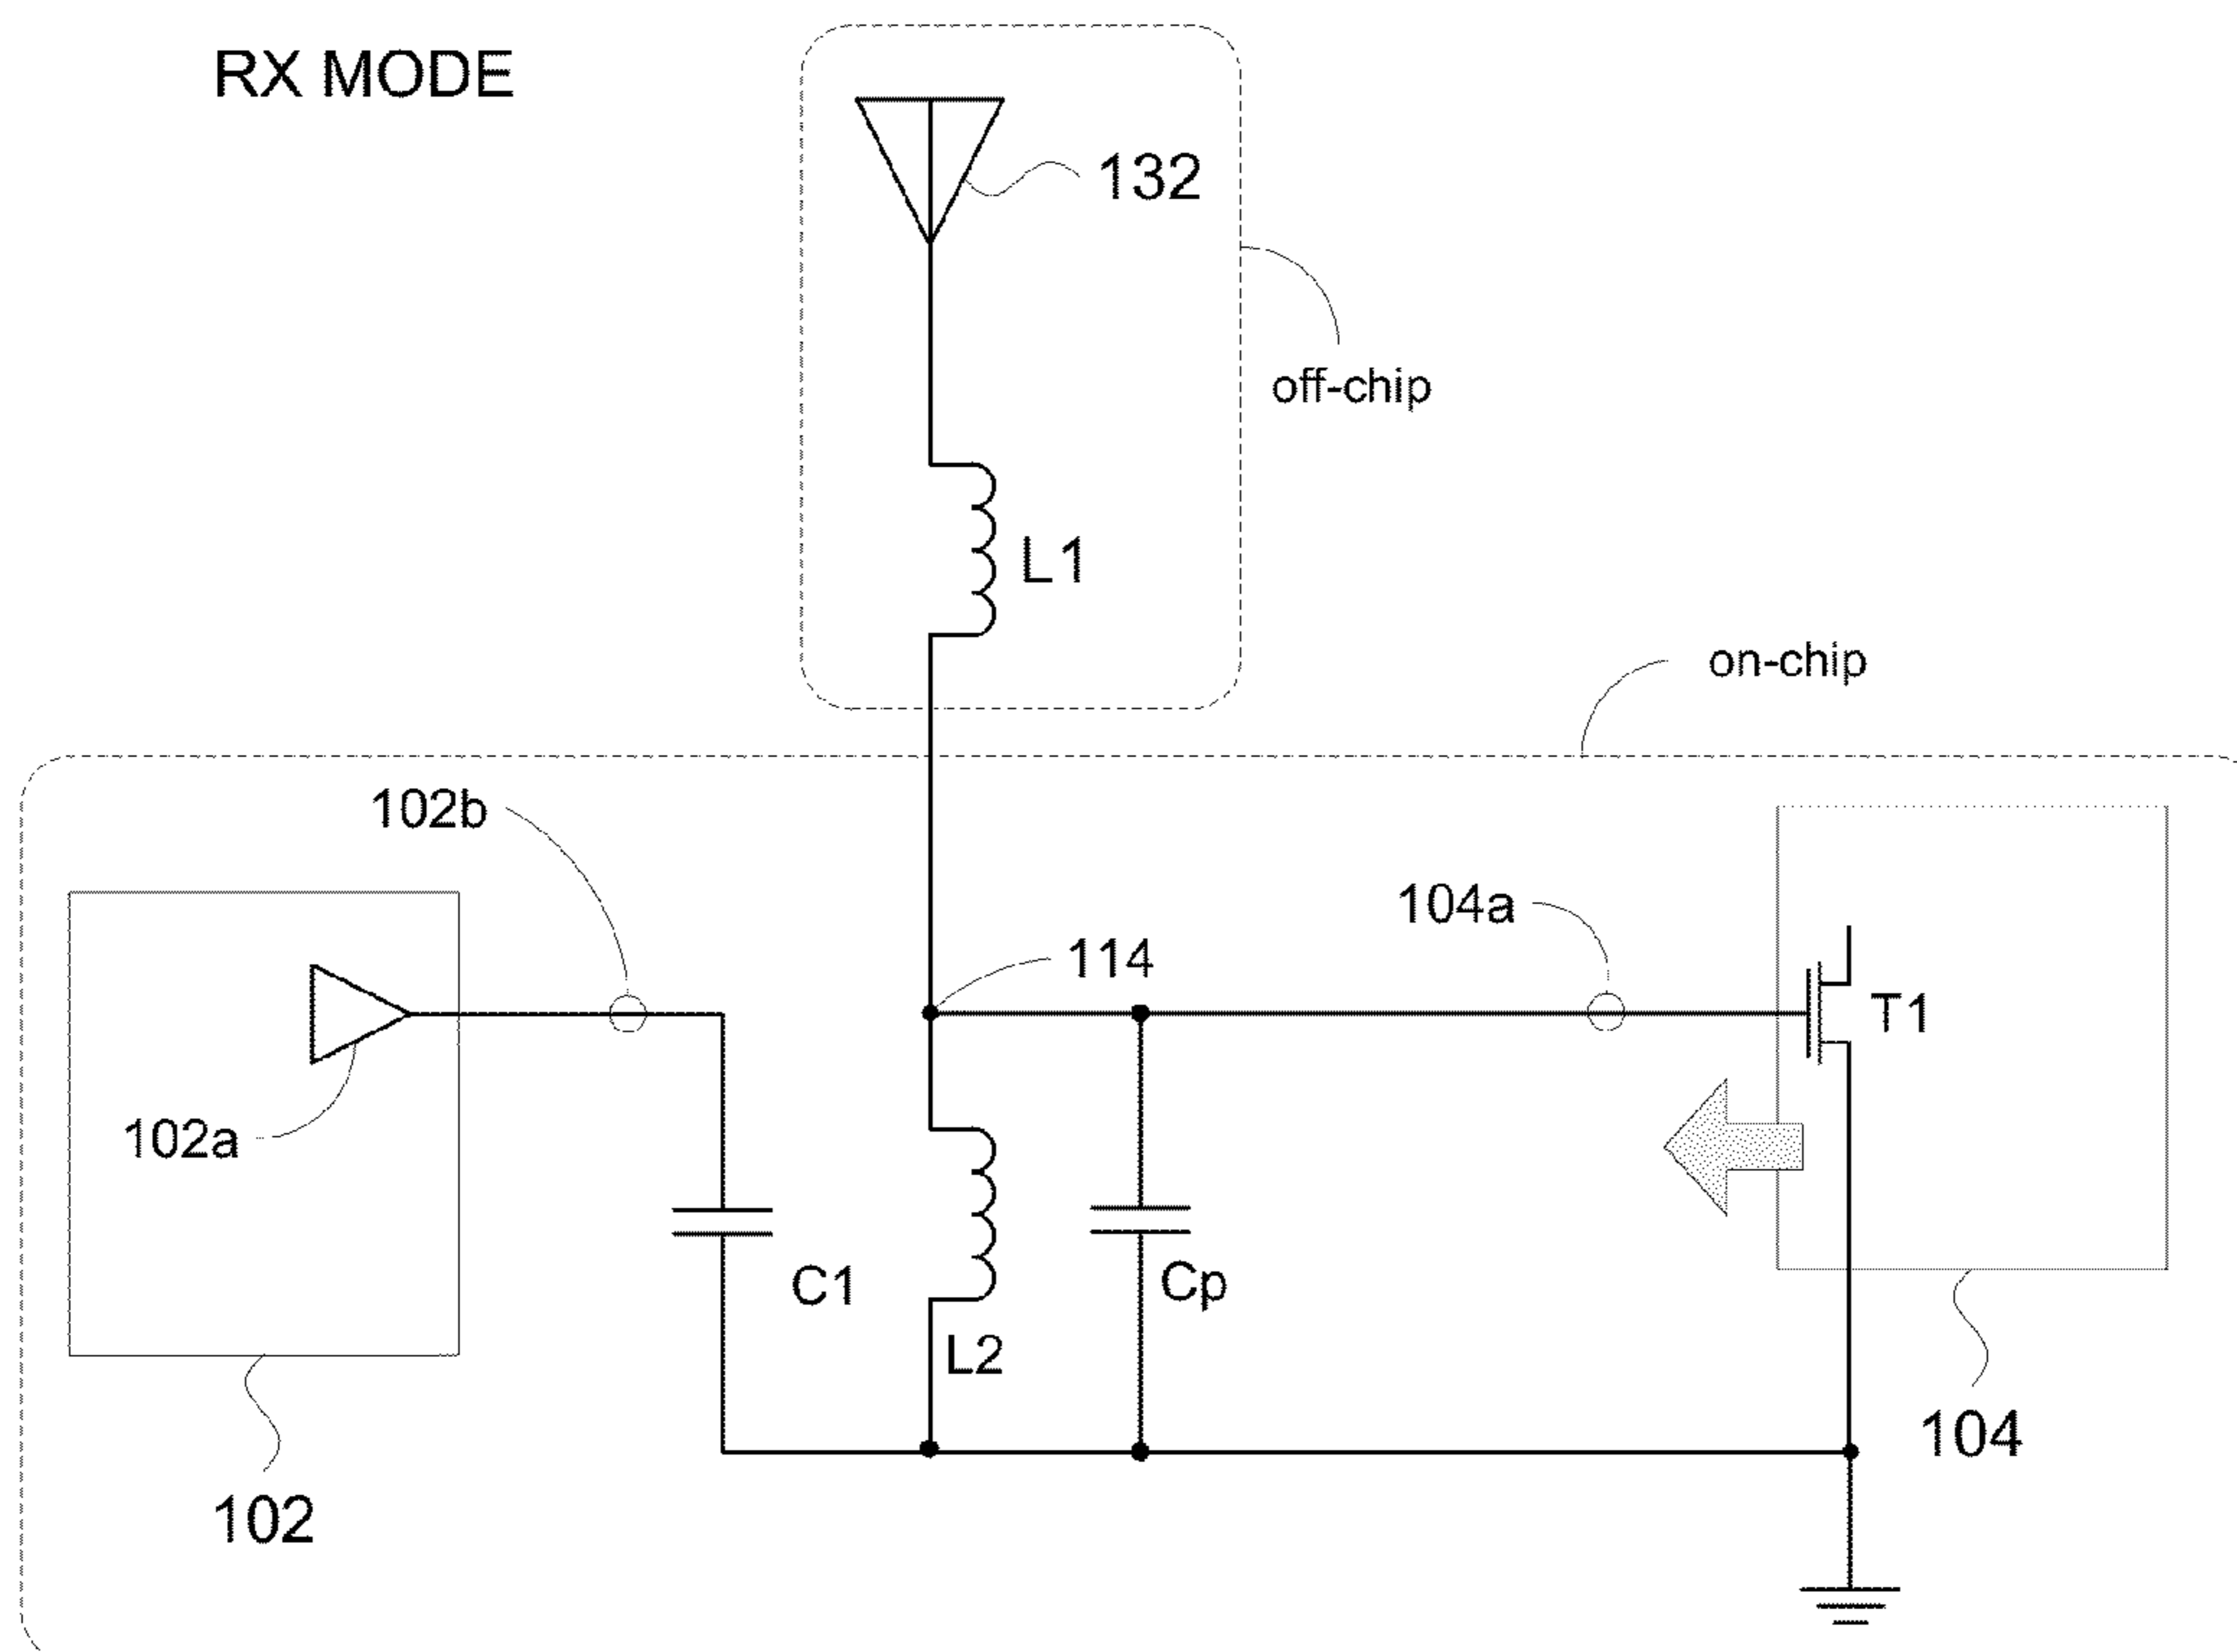 RX MODE
132
off-chip
L1
on-chip
102b
104a
114
T1
102a
C1
Cp
L2
104
102